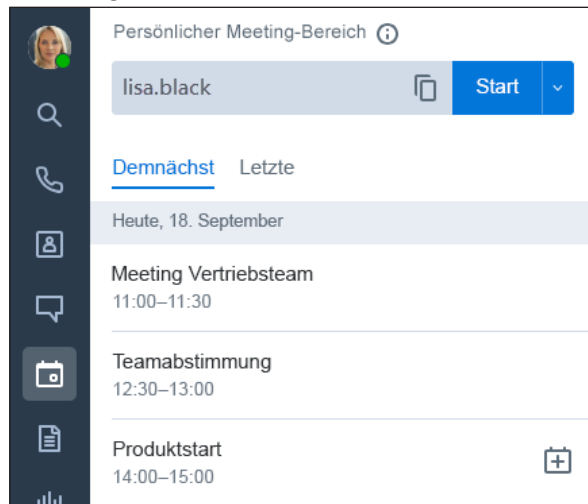 Persönlicher Meeting-Bereich
lisa.black
Start
Demnächst Letzte
Heute, 18. September
Meeting Vertriebsteam
11:00–11:30
Teamabstimmung
12:30–13:00
Produktstart
14:00–15:00